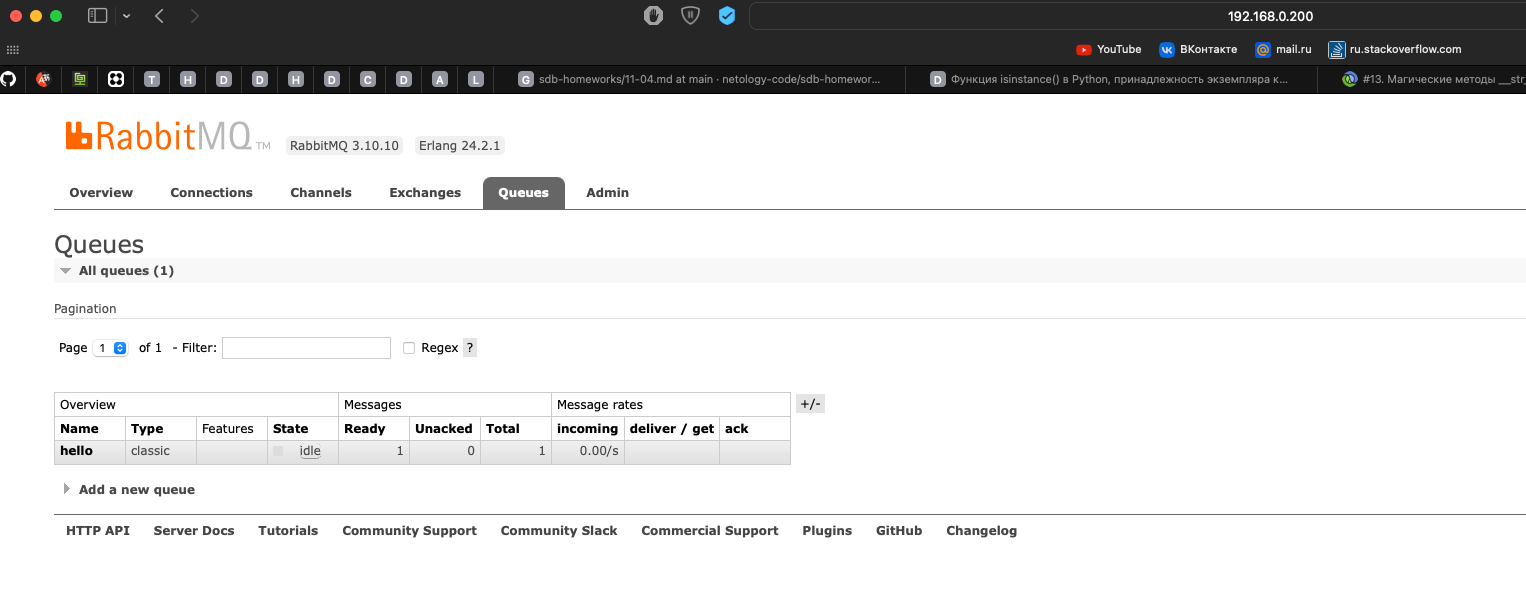 192.168.0.200
YouTube ВКонтакте mail.ru ru.stackoverflow.com
T H D D H D C D A L G sdb-homeworks/11-04.md at main · netology-code/sdb-homewor... D Функция isinstance() в Python, принадлежность экземпляра к... #13. Магические методы __str_
RabbitMQ TM RabbitMQ 3.10.10 Erlang 24.2.1
Overview Connections Channels Exchanges Queues Admin
Queues
All queues (1)
Pagination
Page 1 of 1 - Filter: Regex ?
Overview Messages Message rates +/-
Name Type Features State Ready Unacked Total incoming deliver / get ack
hello classic idle 1 0 1 0.00/s
Add a new queue
HTTP API Server Docs Tutorials Community Support Community Slack Commercial Support Plugins GitHub Changelog